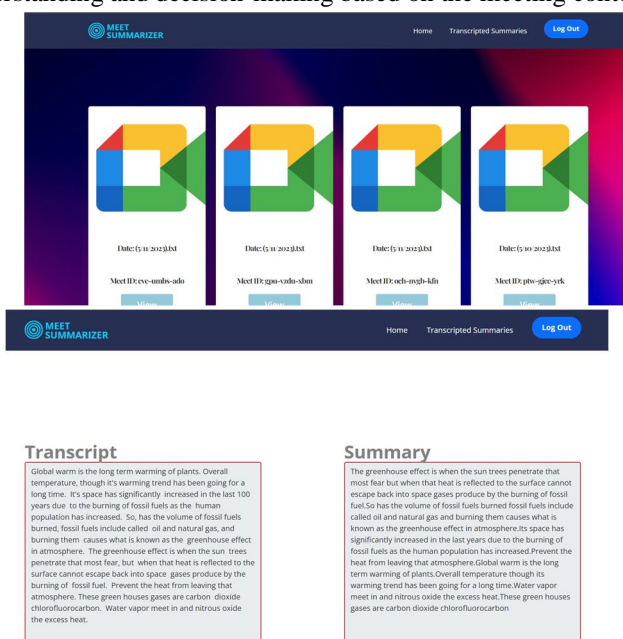 rstanding and decision-making based on the meeting conte
MEET
SUMMARIZER
Home Transcripted Summaries Log Out
Date: (5/11/2023).txt Date: (5/11/2023).txt Date: (5/11/2023).txt Date: (5/10/2023).txt
Meet ID: eve-umbs-ado Meet ID: gpu-vzdu-xbm Meet ID: och-nvgb-kfn Meet ID: ptw-gjec-yrk
View View View View
MEET
SUMMARIZER
Home Transcripted Summaries Log Out
Transcript
Global warm is the long term warming of plants. Overall
temperature, though it's warming trend has been going for a
long time. It's space has significantly increased in the last 100
years due to the burning of fossil fuels as the human
population has increased. So, has the volume of fossil fuels
burned, fossil fuels include called oil and natural gas, and
burning them causes what is known as the greenhouse effect
in atmosphere. The greenhouse effect is when the sun trees
penetrate that most fear, but when that heat is reflected to the
surface cannot escape back into space gases produce by the
burning of fossil fuel. Prevent the heat from leaving that
atmosphere. These green houses gases are carbon dioxide
chlorofluorocarbon. Water vapor meet in and nitrous oxide
the excess heat.
Summary
The greenhouse effect is when the sun trees penetrate that
most fear but when that heat is reflected to the surface cannot
escape back into space gases produce by the burning of fossil
fuel.So has the volume of fossil fuels burned fossil fuels include
called oil and natural gas and burning them causes what is
known as the greenhouse effect in atmosphere.Its space has
significantly increased in the last years due to the burning of
fossil fuels as the human population has increased.Prevent the
heat from leaving that atmosphere.Global warm is the long
term warming of plants.Overall temperature though its
warming trend has been going for a long time.Water vapor
meet in and nitrous oxide the excess heat.These green houses
gases are carbon dioxide chlorofluorocarbon